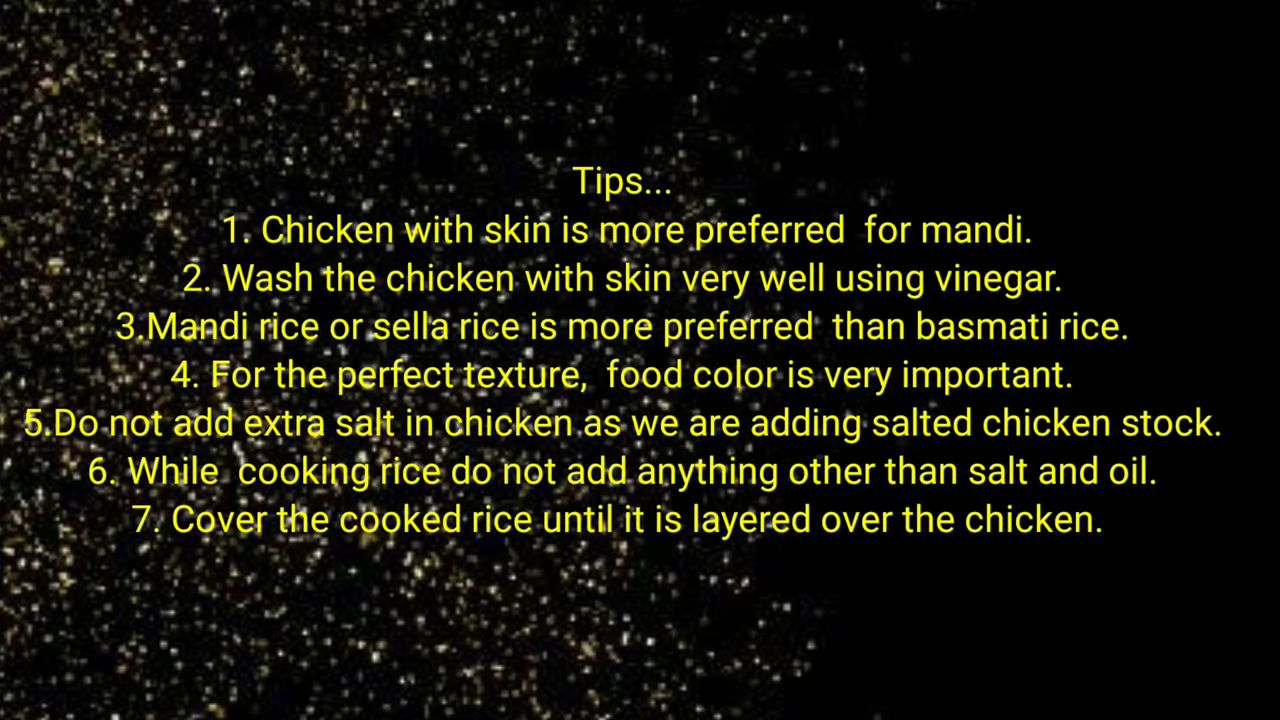 Tips...
1. Chicken with skin is more preferred  for mandi.
2. Wash the chicken with skin very well using vinegar.
3.Mandi rice or sella rice is more preferred  than basmati rice.
4. For the perfect texture,  food color is very important.
5.Do not add extra salt in chicken as we are adding salted chicken stock.
6. While  cooking rice do not add anything other than salt and oil.
7. Cover the cooked rice until it is layered over the chicken.